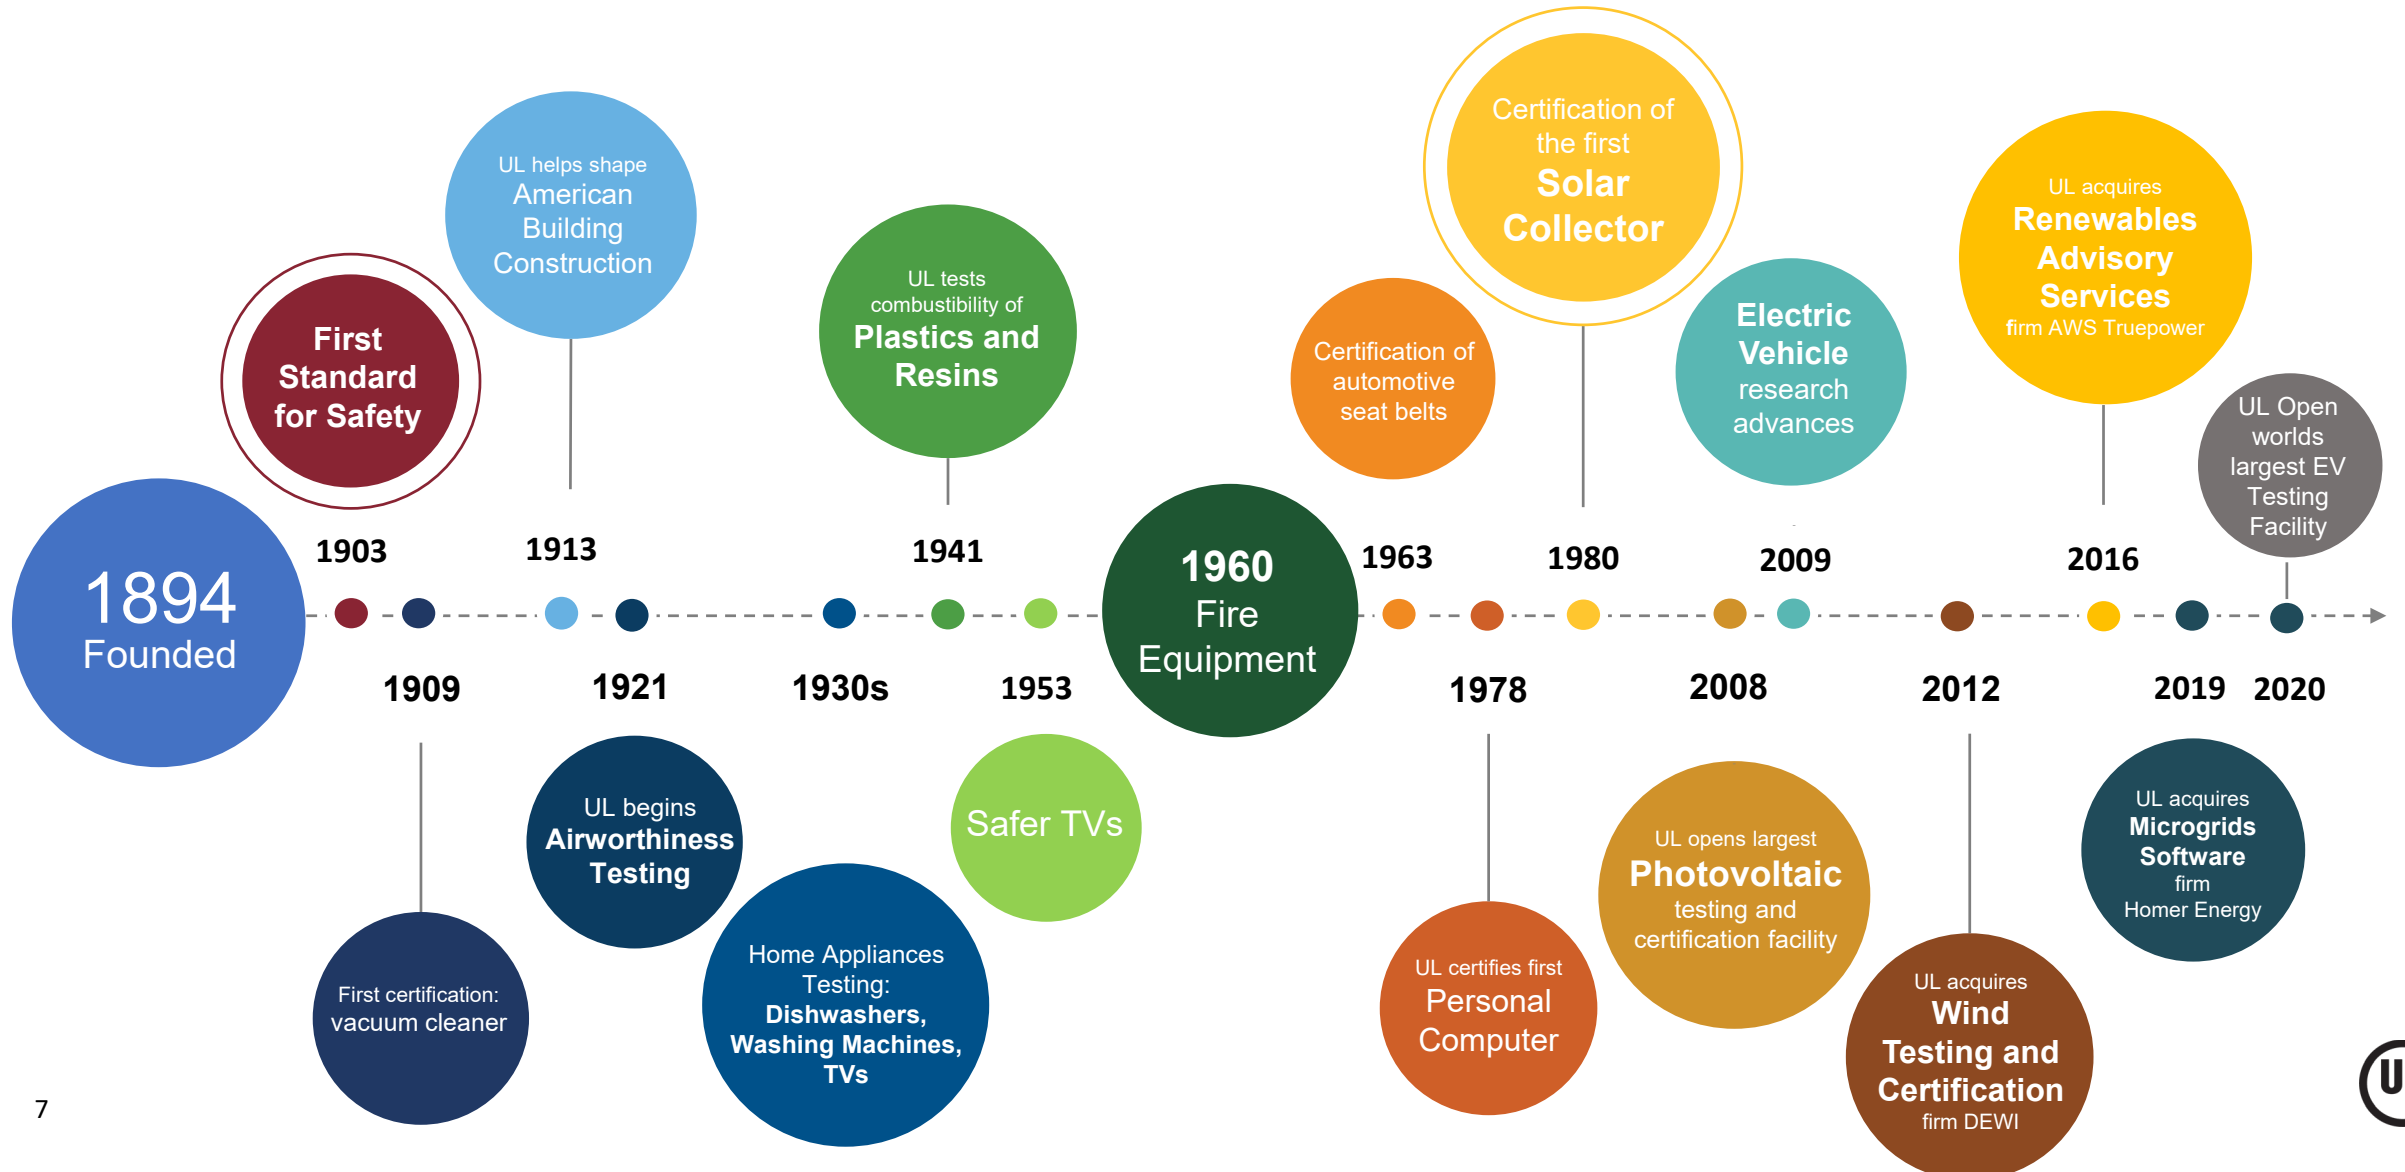 1894
Founded
First
Standard
for Safety
1903
1909
First certification:
vacuum cleaner
UL helps shape
American
Building
Construction
1913
1921
UL begins
Airworthiness
Testing
1930s
Home Appliances
Testing:
Dishwashers,
Washing Machines,
TVs
UL tests
combustibility of
Plastics and
Resins
1941
1953
Safer TVs
1960
Fire
Equipment
Certification of
automotive
seat belts
1963
1978
UL certifies first
Personal
Computer
Certification of
the first
Solar
Collector
1980
2008
UL opens largest
Photovoltaic
testing and
certification facility
Electric
Vehicle
research
advances
2009
2012
UL acquires
Wind
Testing and
Certification
firm DEWI
UL acquires
Renewables
Advisory
Services
firm AWS Truepower
2016
2019
UL acquires
Microgrids
Software
firm
Homer Energy
UL Open
worlds
largest EV
Testing
Facility
2020
7
U